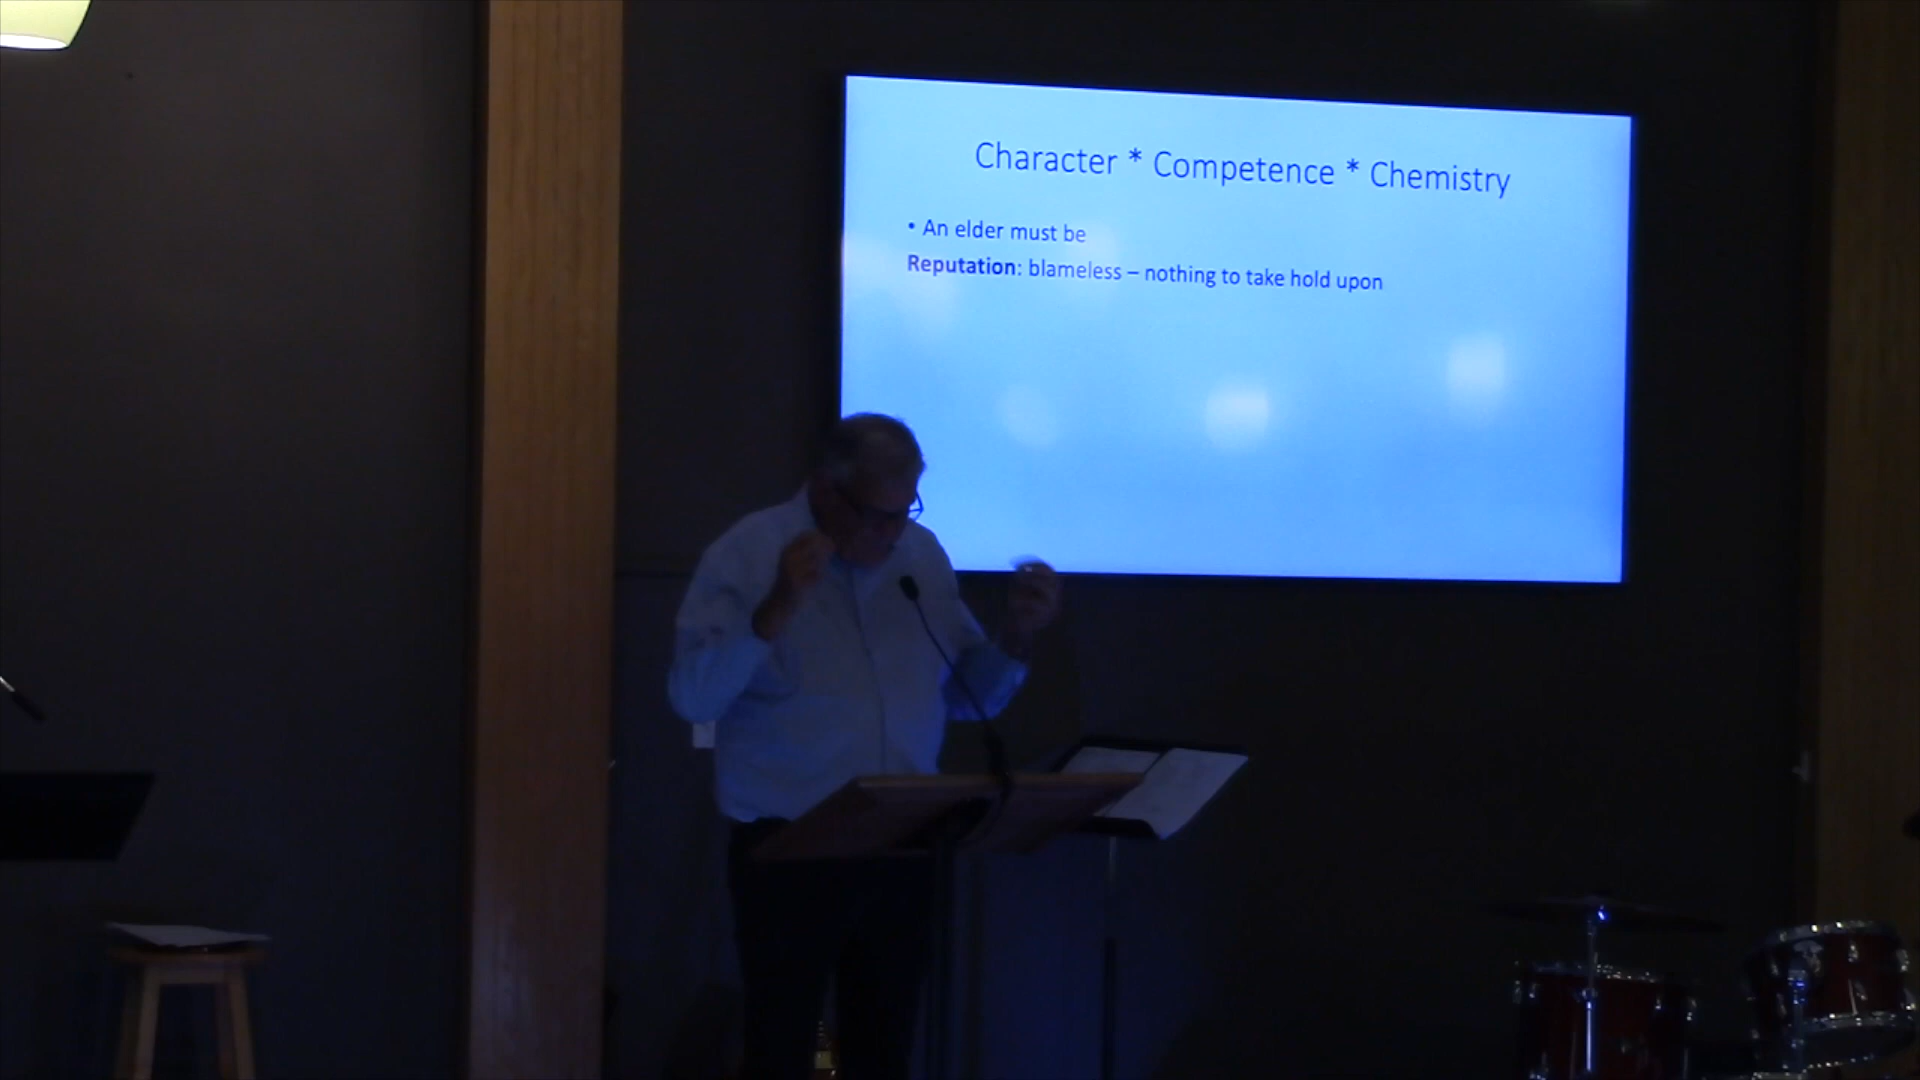 Character * Competence * Chemistry
• An elder must be
Reputation: blameless – nothing to take hold upon